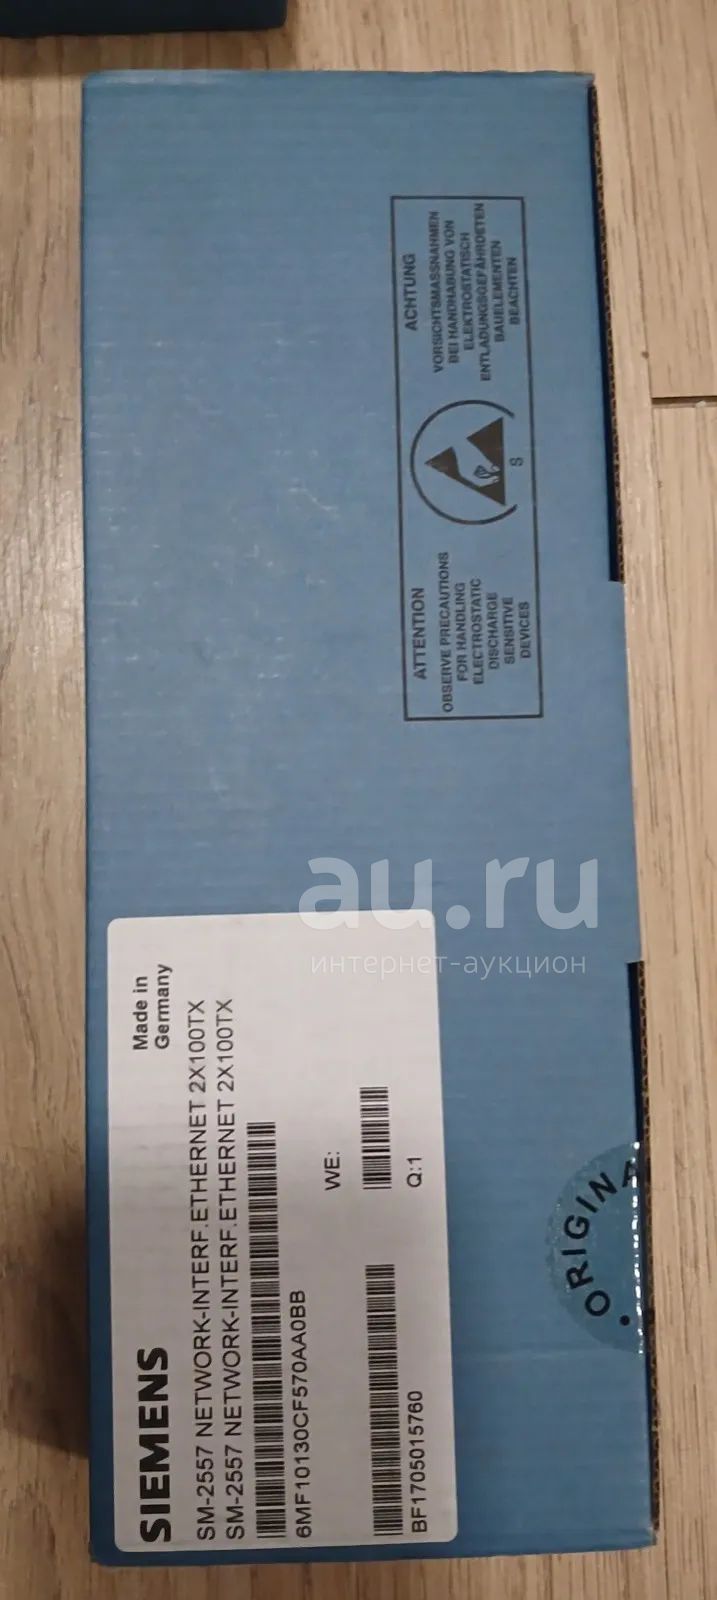 SIEMENS
Made in
Germany
SM-2557 NETWORK-INTERF.ETHERNET 2X100TX
SM-2557 NETWORK-INTERF.ETHERNET 2X100TX
6MF10130CF570AA0BB
WE:
BF1705015760
Q:1
ATTENTION
OBSERVE PRECAUTIONS
FOR HANDLING
ELECTROSTATIC
DISCHARGE
SENSITIVE
DEVICES
S
ACHTUNG
VORSICHTSMASSNAHMEN
BEI HANDHABUNG VON
ELEKTROSTATISCH
ENTLADUNGSGEFÄHRDETEN
BAUELEMENTEN
BEACHTEN
ORIGINA
au.ru
интернет-аукцион